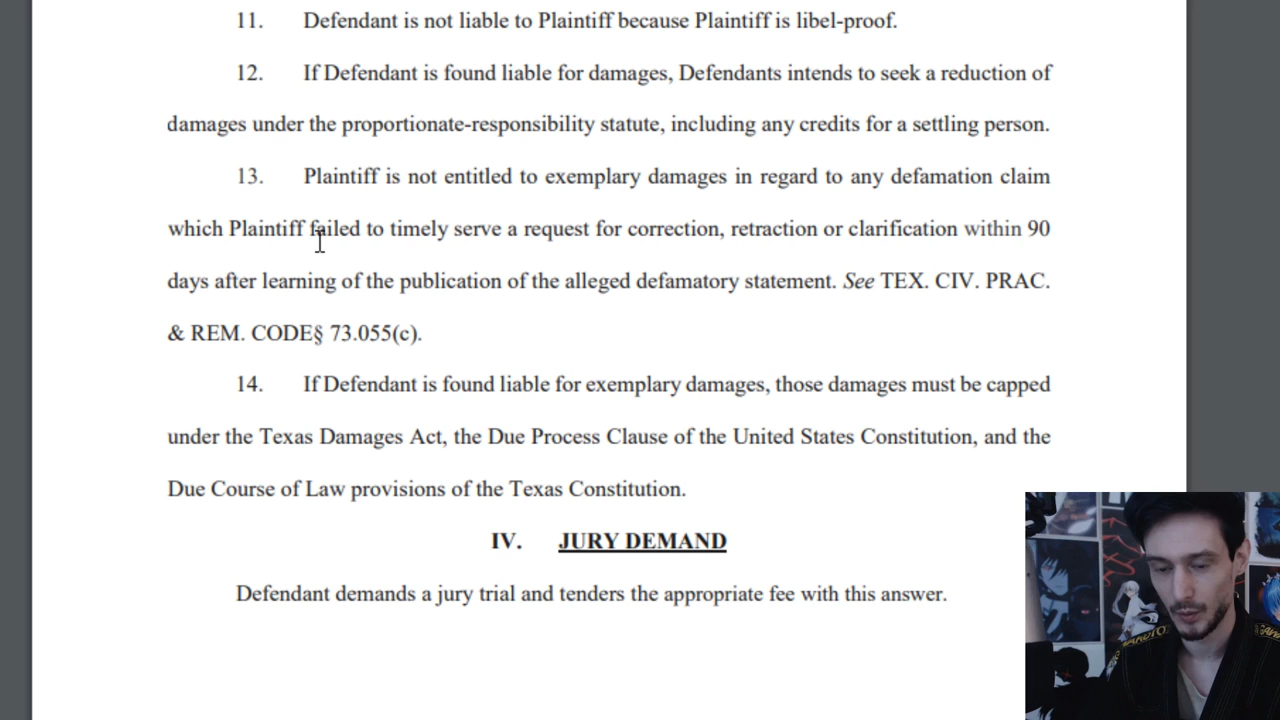 11. Defendant is not liable to Plaintiff because Plaintiff is libel-proof.
12. If Defendant is found liable for damages, Defendants intends to seek a reduction of
damages under the proportionate-responsibility statute, including any credits for a settling person.
13. Plaintiff is not entitled to exemplary damages in regard to any defamation claim
which Plaintiff failed to timely serve a request for correction, retraction or clarification within 90
days after learning of the publication of the alleged defamatory statement. See TEX. CIV. PRAC.
& REM. CODE§ 73.055(c).
14. If Defendant is found liable for exemplary damages, those damages must be capped
under the Texas Damages Act, the Due Process Clause of the United States Constitution, and the
Due Course of Law provisions of the Texas Constitution.
IV. JURY DEMAND
Defendant demands a jury trial and tenders the appropriate fee with this answer.